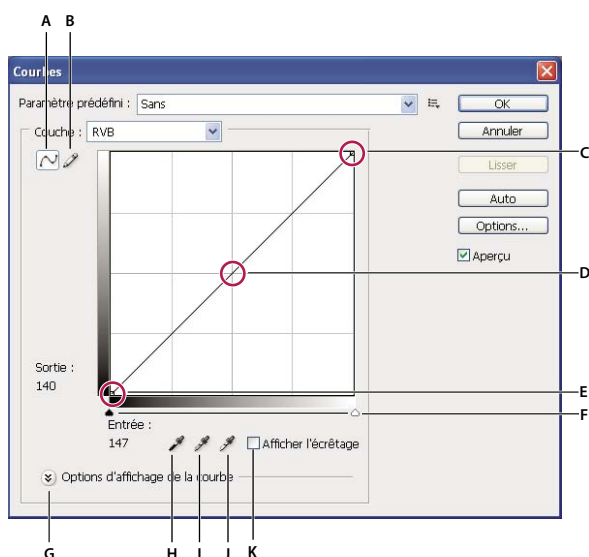 A B
Courbes
Paramètre prédéfini : Sans
OK
Couche : RVB
Annuler
C
Lisser
Auto
Options...
Aperçu
D
Sortie :
140
E
F
Entrée :
147
Afficher l'écrêtage
Options d'affichage de la courbe
G H I J K